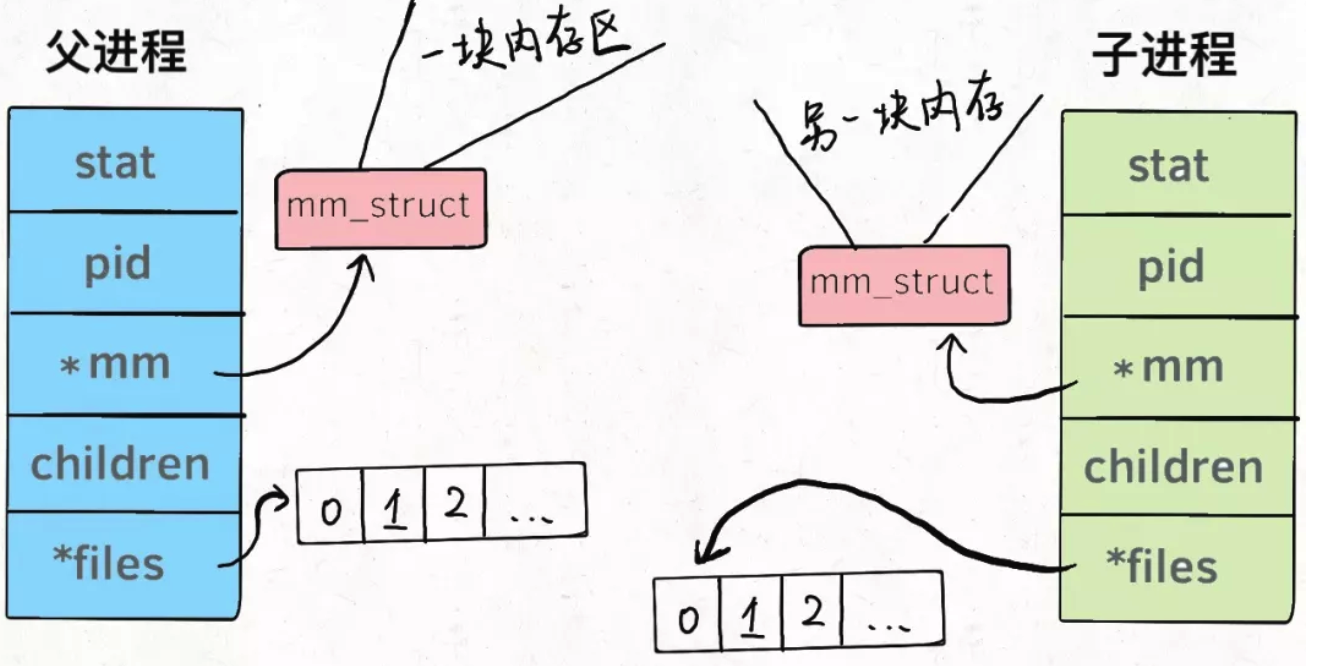 父进程
stat
pid
*mm
children
*files
一块内存区
mm_struct
0 1 2 ...
另一块内存
mm_struct
0 1 2 ...
子进程
stat
pid
*mm
children
*files